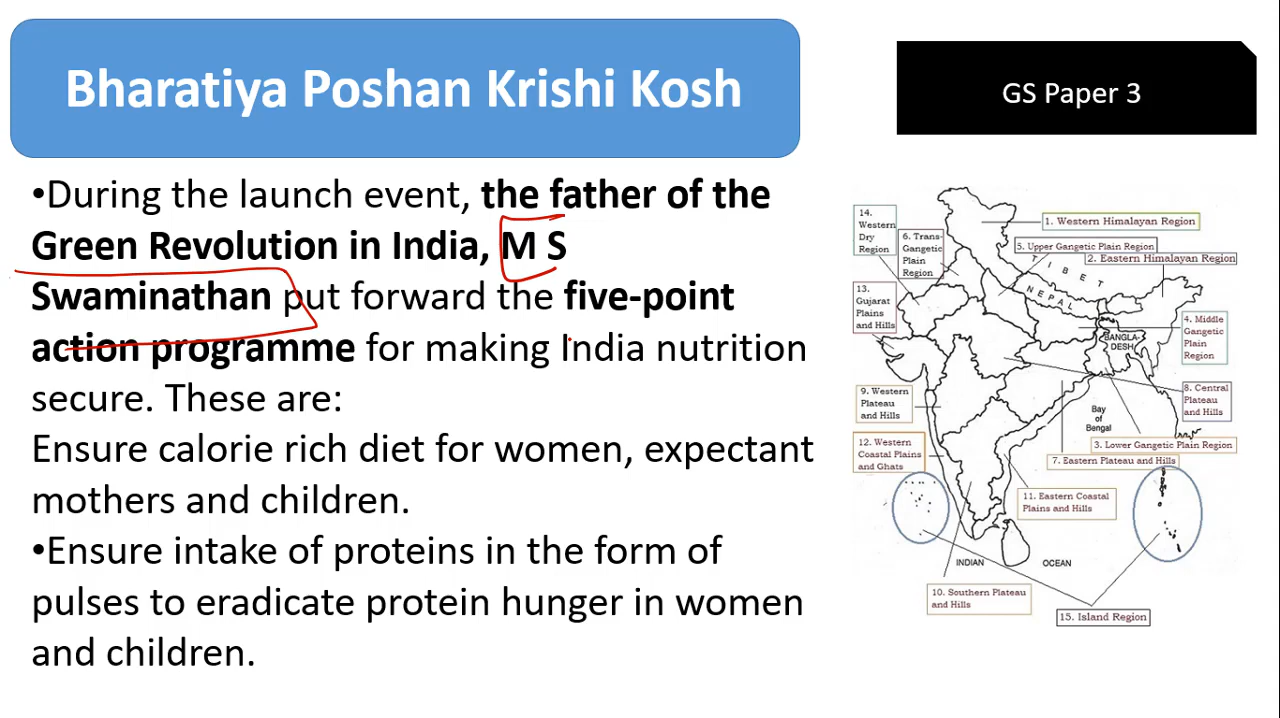 Bharatiya Poshan Krishi Kosh
GS Paper 3
•During the launch event, the father of the
Green Revolution in India, M S
Swaminathan put forward the five-point
action programme for making India nutrition
secure. These are:
Ensure calorie rich diet for women, expectant
mothers and children.
•Ensure intake of proteins in the form of
pulses to eradicate protein hunger in women
and children.
14.
Western
Dry
Region
6. Trans-
Gangetic
Plain
Region
1. Western Himalayan Region
5. Upper Gangetic Plain Region
2. Eastern Himalayan Region
TIBET
NEPAL
13.
Gujarat
Plains
and Hills
4. Middle
Gangetic
Plain
Region
BANGLA-
DESH
9. Western
Plateau
and Hills
8. Central
Plateau
and Hills
Bay
of
Bengal
12. Western
Coastal Plains
and Ghats
3. Lower Gangetic Plain Region
7. Eastern Plateau and Hills
11. Eastern Coastal
Plains and Hills
INDIAN OCEAN
10. Southern Plateau
and Hills
15. Island Region